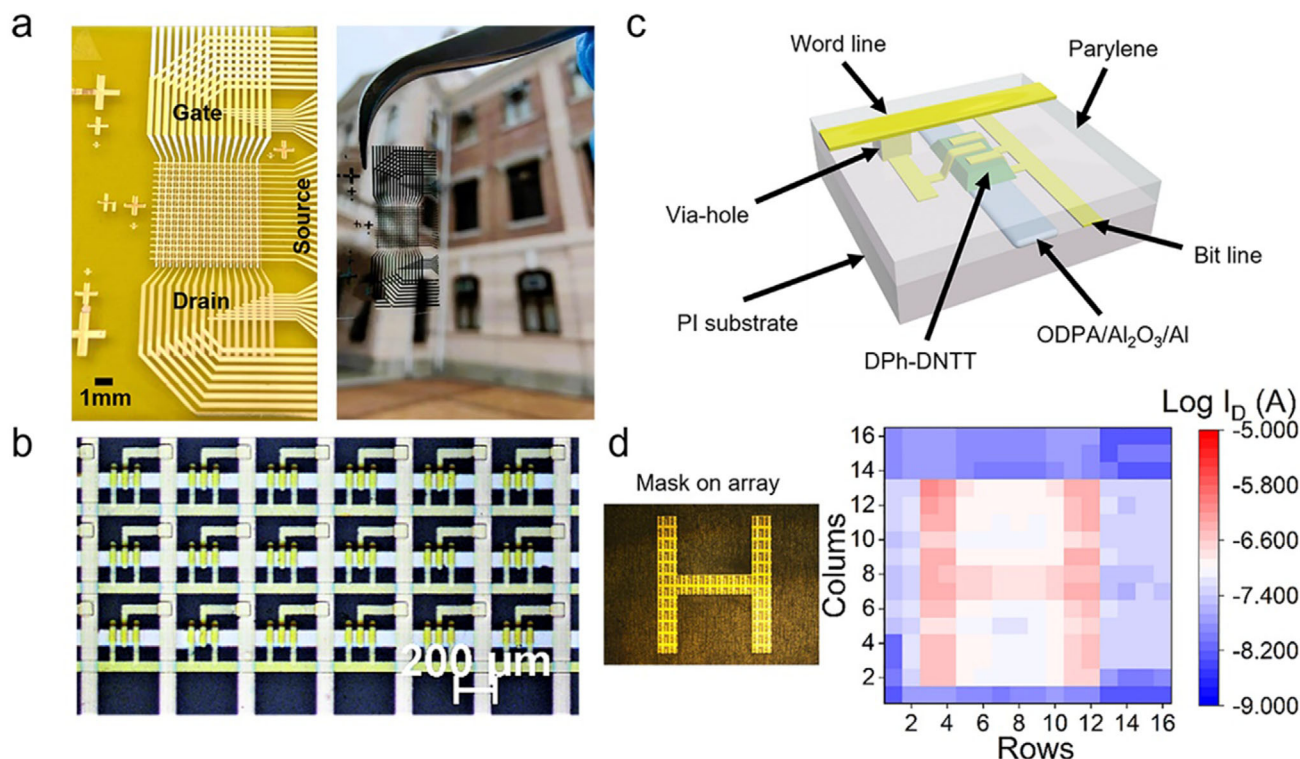 a
Gate
Source
Drain
1mm
b
200 μm
c
Word line
Parylene
Via-hole
Bit line
PI substrate
ODPA/Al₂O₃/Al
DPh-DNTT
d
Mask on array
Log I_D (A)
-5.000
-5.800
-6.600
-7.400
-8.200
-9.000
Colums
16
14
12
10
8
6
4
2
2 4 6 8 10 12 14 16
Rows